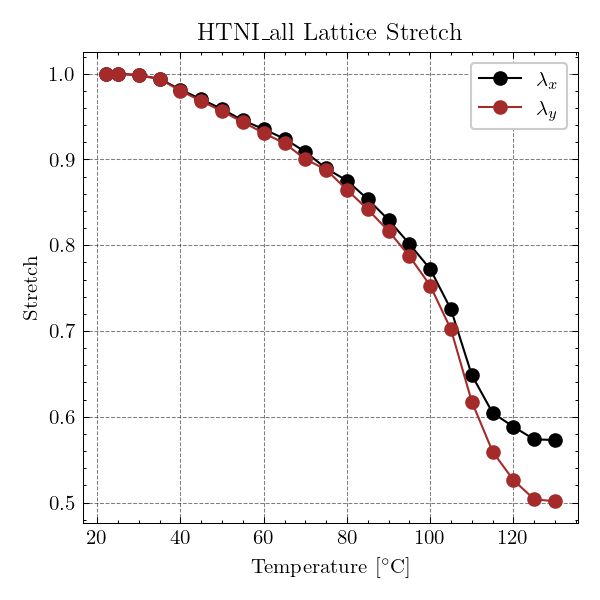 HTNI_all Lattice Stretch
λx
λy
1.0
0.9
0.8
0.7
0.6
0.5
Stretch
20 40 60 80 100 120
Temperature [°C]